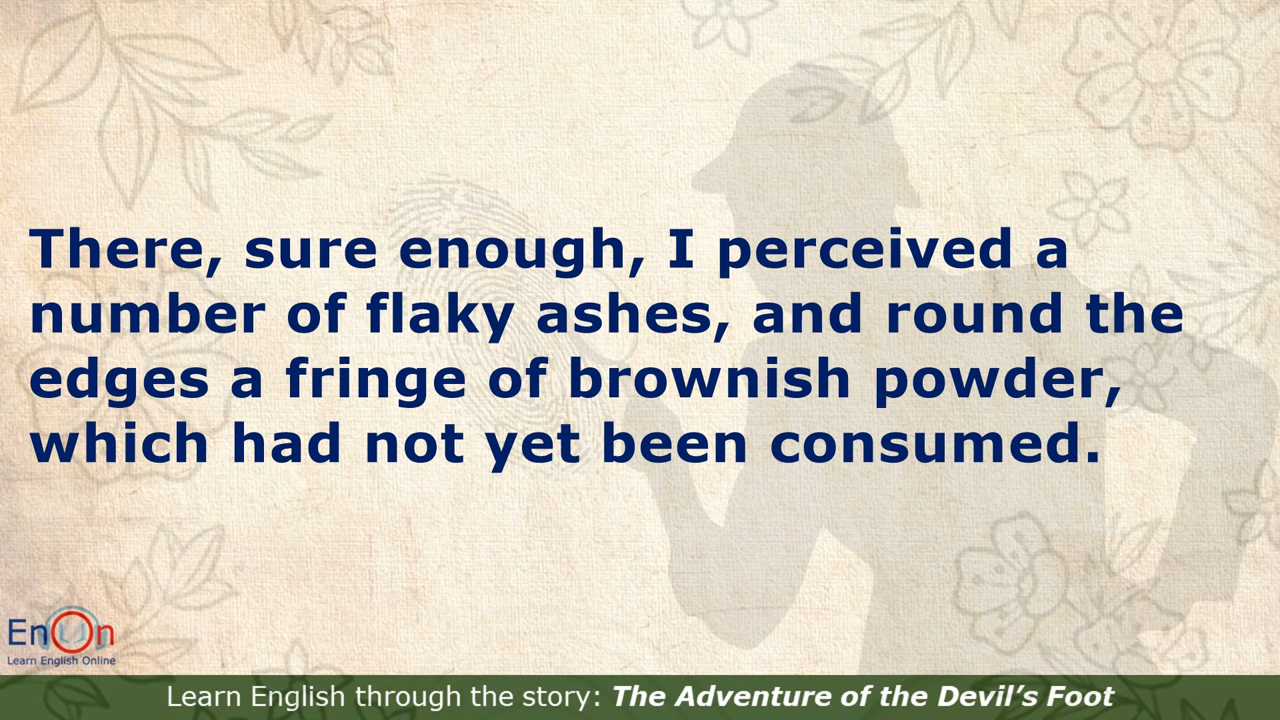 There, sure enough, I perceived a
number of flaky ashes, and round the
edges a fringe of brownish powder,
which had not yet been consumed.
EnOn
Learn English Online
Learn English through the story: The Adventure of the Devil’s Foot